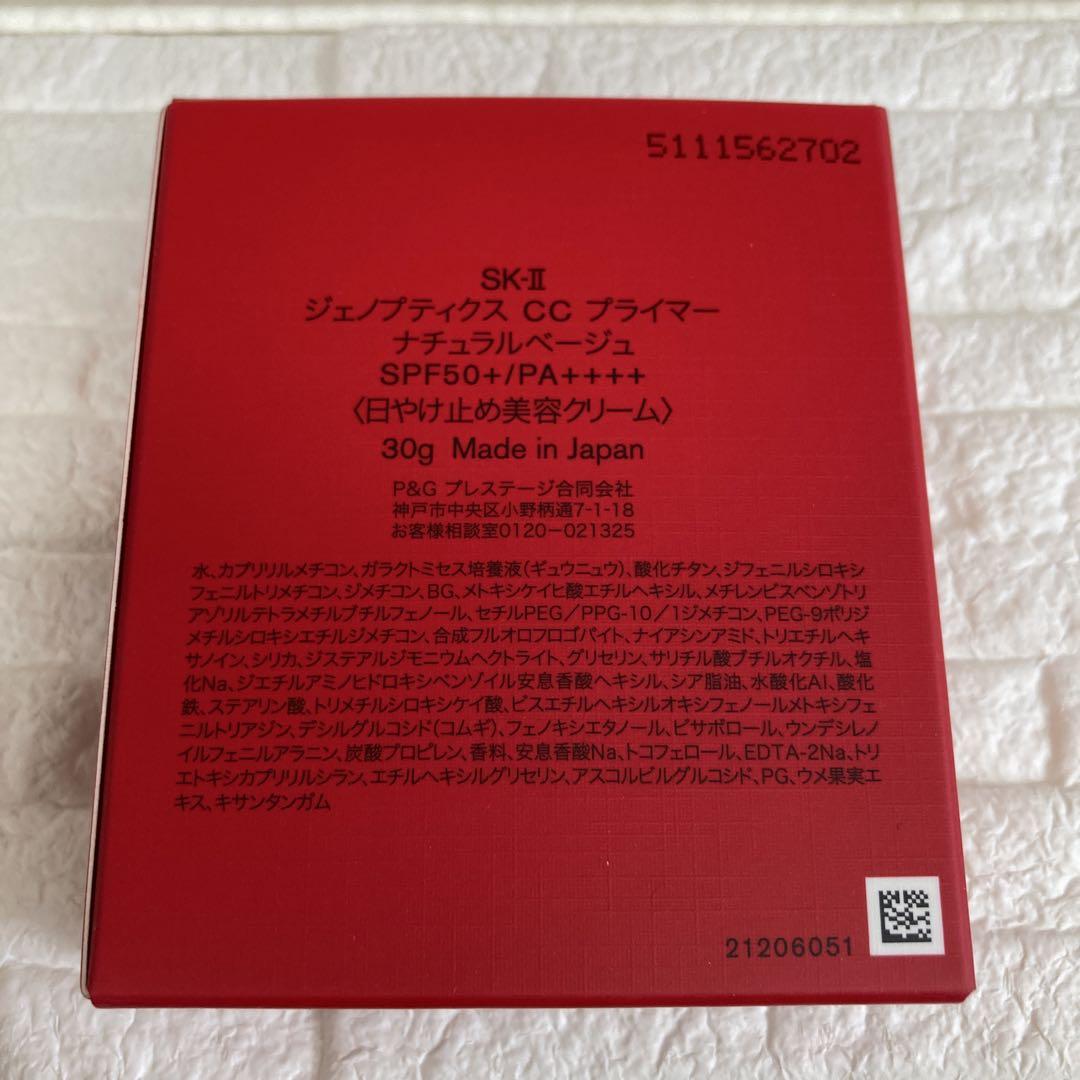 5111562702
SK-II
ジェノプティクス CC プライマー
ナチュラルベージュ
SPF50+/PA++++
〈日やけ止め美容クリーム〉
30g Made in Japan
P&G プレステージ合同会社
神戸市中央区小野柄通7-1-18
お客様相談室0120-021325
水、カプリリルメチコン、ガラクトミセス培養液(ギュウニュウ)、酸化チタン、ジフェニルシロキシ
フェニルトリメチコン、ジメチコン、BG、メトキシケイヒ酸エチルヘキシル、メチレンビスベンゾトリ
アゾリルテトラメチルブチルフェノール、セチルPEG/PPG-10/1ジメチコン、PEG-9ポリジ
メチルシロキシエチルジメチコン、合成フルオロフロゴパイト、ナイアシンアミド、トリエチルヘキ
サノイン、シリカ、ジステアルジモニウムヘクトライト、グリセリン、サリチル酸ブチルオクチル、塩
化Na、ジエチルアミノヒドロキシベンゾイル安息香酸ヘキシル、シア脂油、水酸化Al、酸化
鉄、ステアリン酸、トリメチルシロキシケイ酸、ビスエチルヘキシルオキシフェノールメトキシフェ
ニルトリアジン、デシルグルコシド(コムギ)、フェノキシエタノール、ビサボロール、ウンデシレノ
イルフェニルアラニン、炭酸プロピレン、香料、安息香酸Na、トコフェロール、EDTA-2Na、トリ
エトキシカプリリルシラン、エチルヘキシルグリセリン、アスコルビルグルコシド、PG、ウメ果実エ
キス、キサンタンガム
21206051